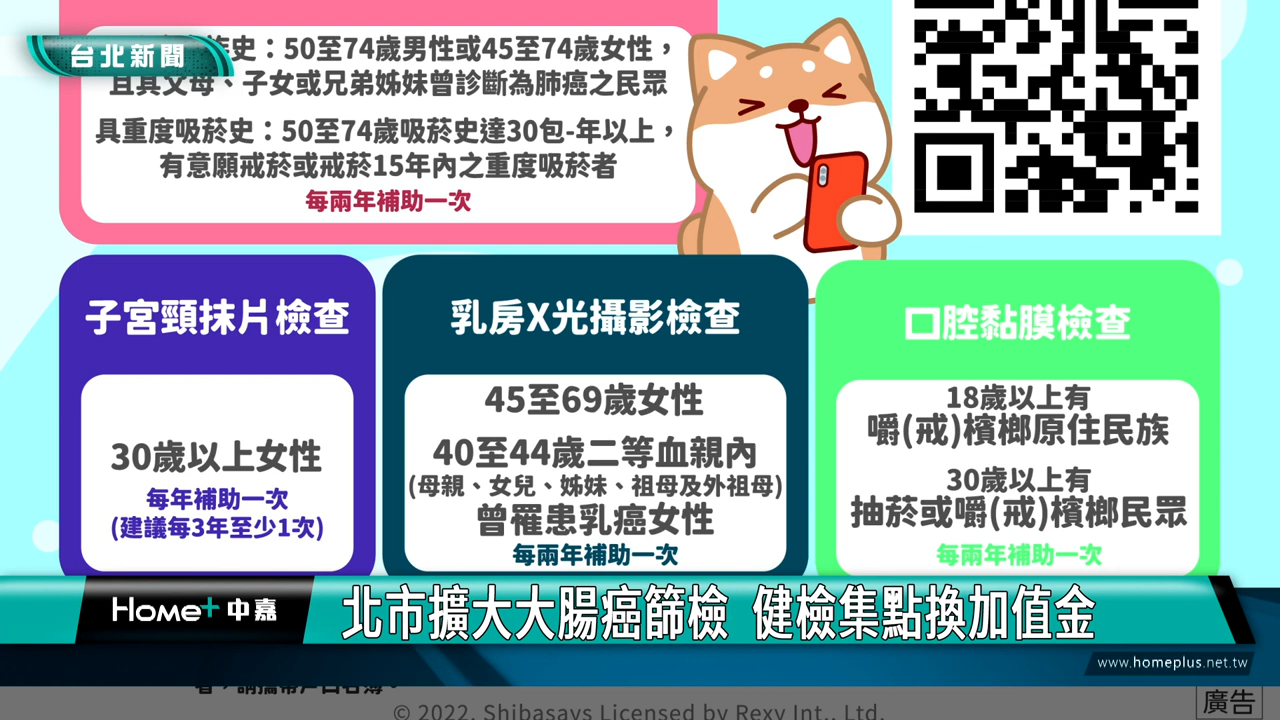 台北新聞
族史：50至74歲男性或45至74歲女性，
且具父母、子女或兄弟姊妹曾診斷為肺癌之民眾
具重度吸菸史：50至74歲吸菸史達30包-年以上，
有意願戒菸或戒菸15年內之重度吸菸者
每兩年補助一次
子宮頸抹片檢查
30歲以上女性
每年補助一次
(建議每3年至少1次)
乳房X光攝影檢查
45至69歲女性
40至44歲二等血親內
(母親、女兒、姊妹、祖母及外祖母)
曾罹患乳癌女性
每兩年補助一次
口腔黏膜檢查
18歲以上有
嚼(戒)檳榔原住民族
30歲以上有
抽菸或嚼(戒)檳榔民眾
每兩年補助一次
Home+ 中嘉
北市擴大大腸癌篩檢 健檢集點換加值金
www.homeplus.net.tw
者，請攜帶戶口名簿。
© 2022. Shibasays Licensed by Rexy Int., Ltd.
廣告